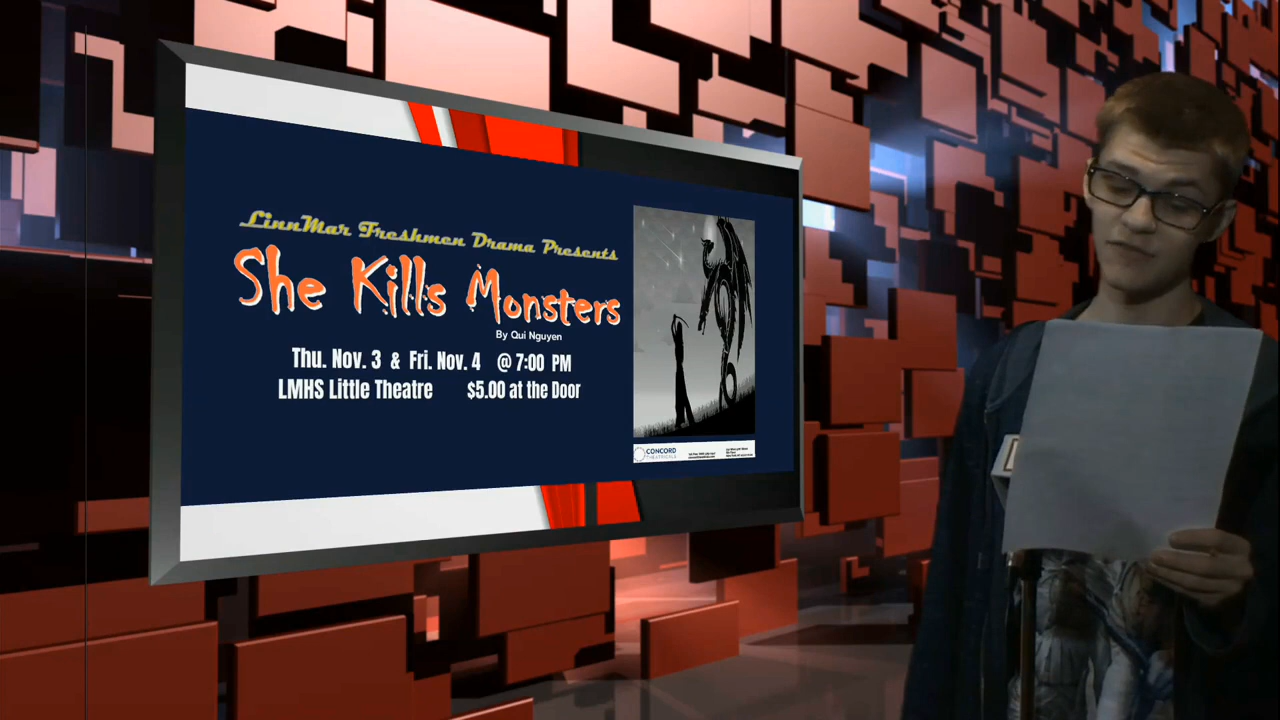 LinnMar Freshmen Drama Presents
She Kills Monsters
By Qui Nguyen
Thu. Nov. 3 & Fri. Nov. 4 @ 7:00 PM
LMHS Little Theatre $5.00 at the Door
CONCORD
THEATRICALS